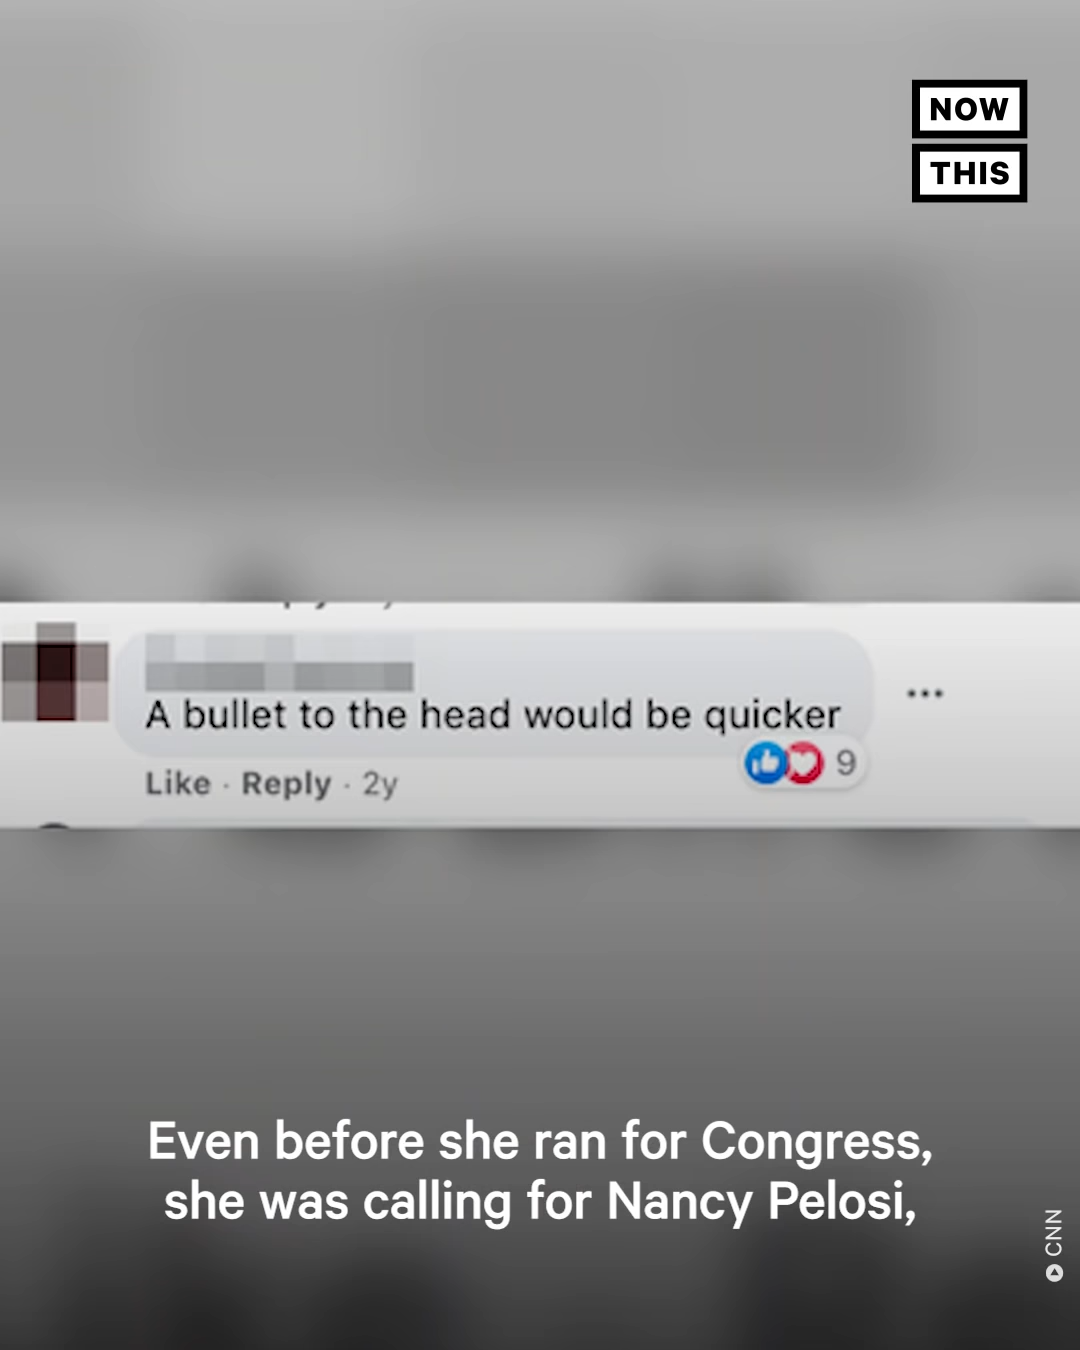 NOW
THIS
A bullet to the head would be quicker
9
Like · Reply · 2y
Even before she ran for Congress,
she was calling for Nancy Pelosi,
CNN